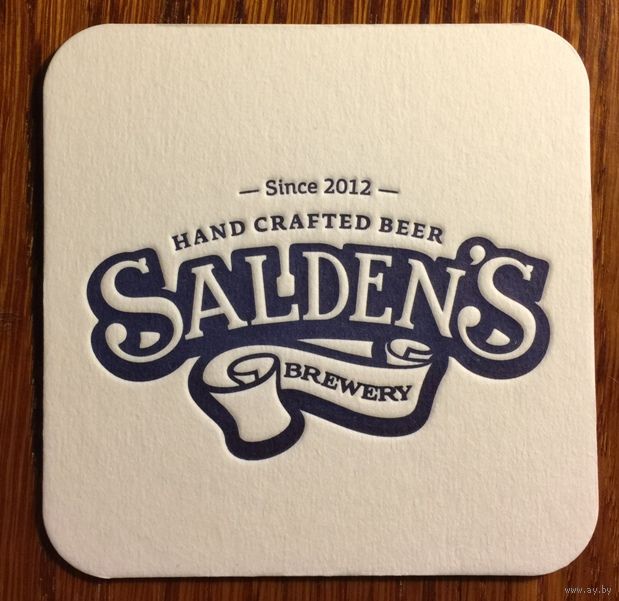 — Since 2012 —
HAND CRAFTED BEER
SALDEN'S
BREWERY
www.ay.by